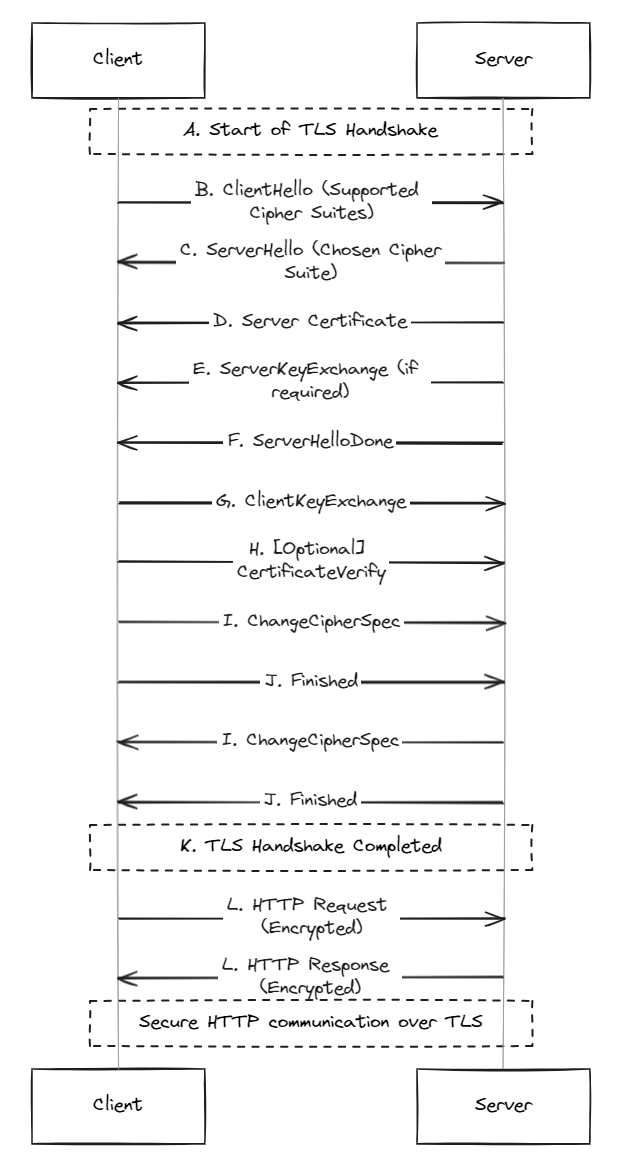 Client
Server
A. Start of TLS Handshake
B. ClientHello (Supported
Cipher Suites)
C. ServerHello (Chosen Cipher
Suite)
D. Server Certificate
E. ServerKeyExchange (if
required)
F. ServerHelloDone
G. ClientKeyExchange
H. [Optional]
CertificateVerify
I. ChangeCipherSpec
J. Finished
I. ChangeCipherSpec
J. Finished
K. TLS Handshake Completed
L. HTTP Request
(Encrypted)
L. HTTP Response
(Encrypted)
Secure HTTP communication over TLS
Client
Server